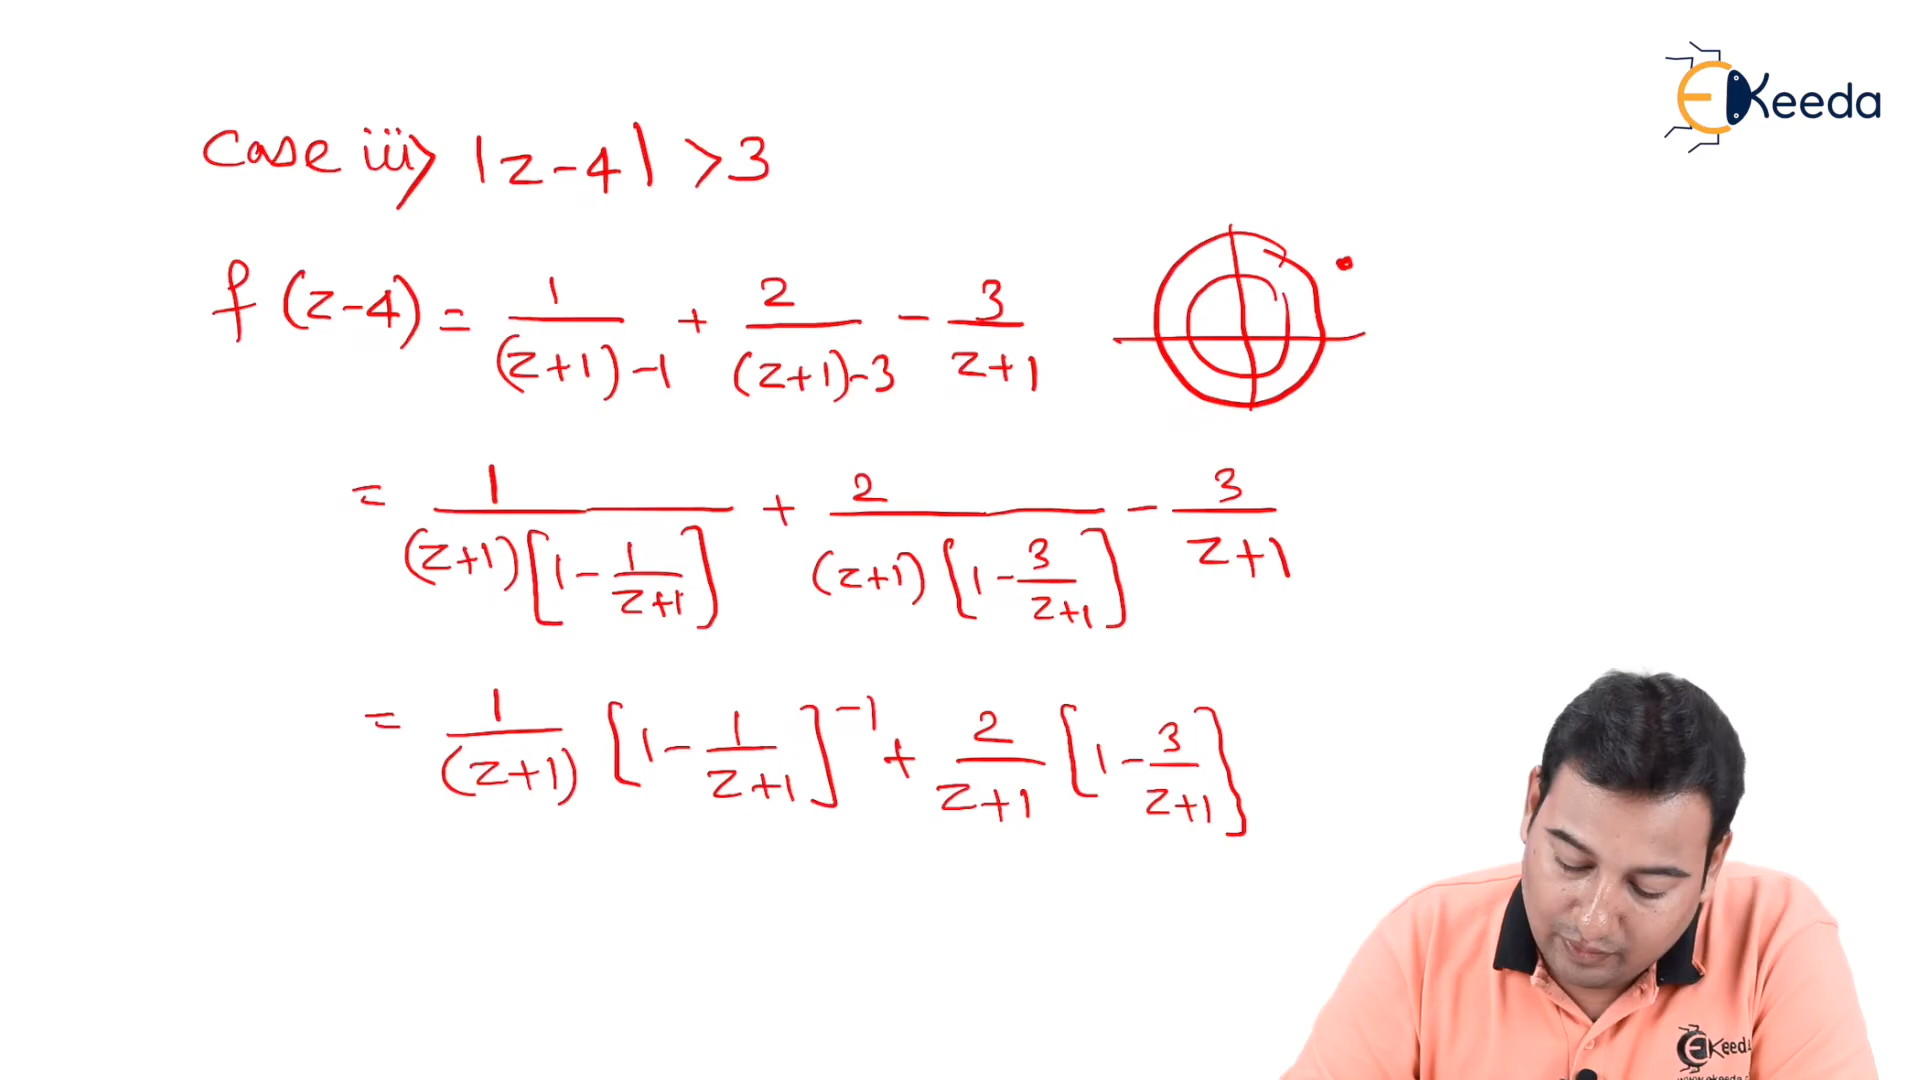 EKeeda
Case iii> |z-4| >3
f (z-4) = 1/((z+1)-1) + 2/((z+1)-3) - 3/(z+1)
= 1/((z+1)[1 - 1/(z+1)]) + 2/((z+1)[1 - 3/(z+1)]) - 3/(z+1)
= 1/(z+1) [1 - 1/(z+1)]^-1 + 2/(z+1) [1 - 3/(z+1)]
EKeeda